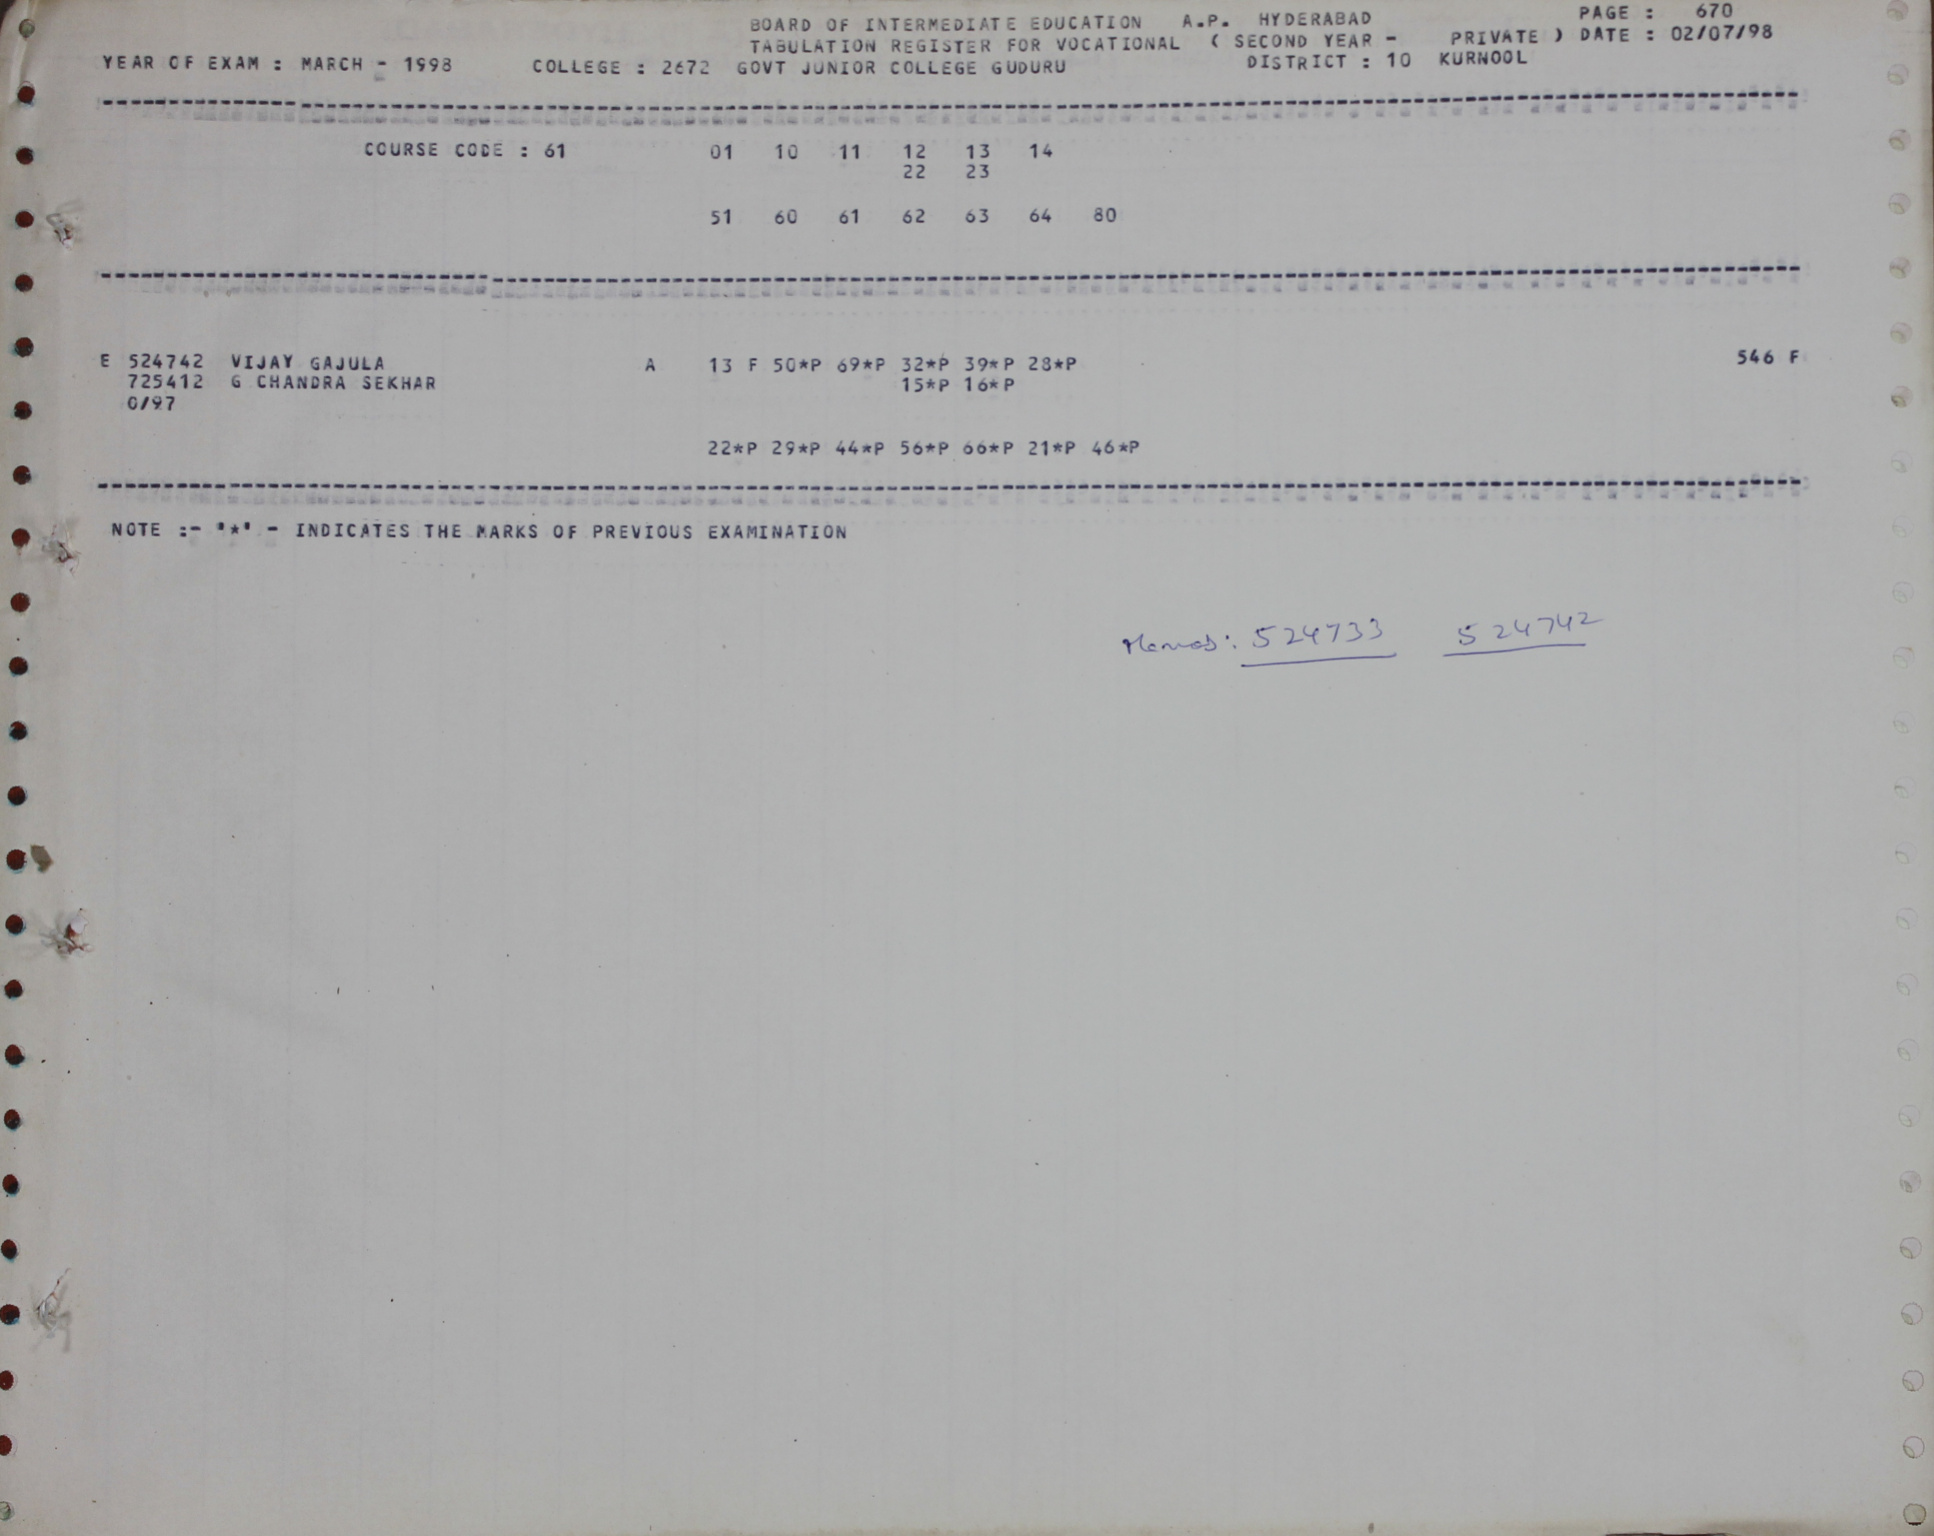 BOARD OF INTERMEDIATE EDUCATION A.P. HYDERABAD PAGE : 670
TABULATION REGISTER FOR VOCATIONAL ( SECOND YEAR - PRIVATE ) DATE : 02/07/98
YEAR OF EXAM : MARCH - 1998 COLLEGE : 2672 GOVT JUNIOR COLLEGE GUDURU DISTRICT : 10 KURNOOL
COURSE CODE : 61 01 10 11 12 13 14
22 23
51 60 61 62 63 64 80
E 524742 VIJAY GAJULA A 13 F 50*P 69*P 32*P 39*P 28*P 546 F
725412 G CHANDRA SEKHAR 15*P 16*P
0/97
22*P 29*P 44*P 56*P 66*P 21*P 46*P
NOTE :- '*' - INDICATES THE MARKS OF PREVIOUS EXAMINATION
524733 524742